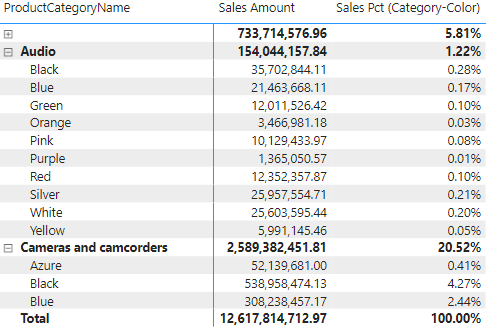 ProductCategoryName Sales Amount Sales Pct (Category-Color)
733,714,576.96 5.81%
Audio 154,044,157.84 1.22%
Black 35,702,844.11 0.28%
Blue 21,463,668.11 0.17%
Green 12,011,526.42 0.10%
Orange 3,466,981.18 0.03%
Pink 10,129,433.97 0.08%
Purple 1,365,050.57 0.01%
Red 12,352,357.87 0.10%
Silver 25,957,554.71 0.21%
White 25,603,595.44 0.20%
Yellow 5,991,145.46 0.05%
Cameras and camcorders 2,589,382,451.81 20.52%
Azure 52,139,681.00 0.41%
Black 538,958,474.13 4.27%
Blue 308,238,457.17 2.44%
Total 12,617,814,712.97 100.00%